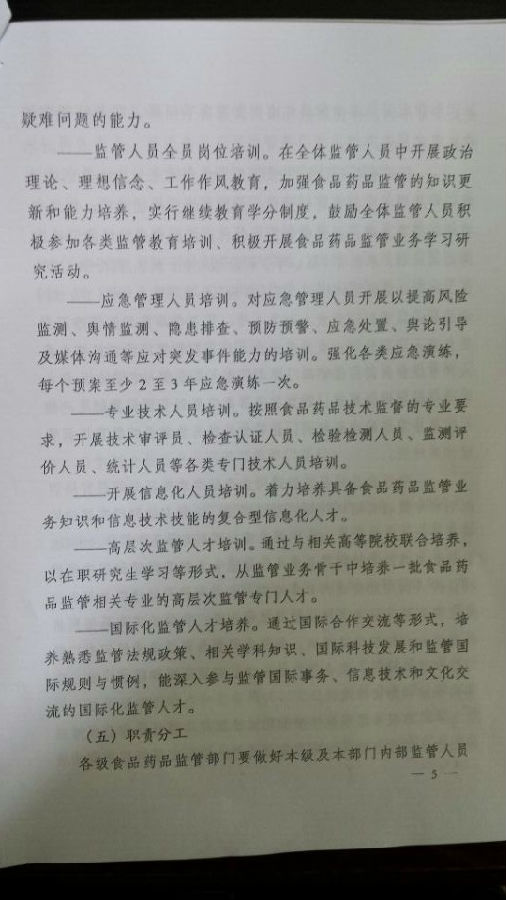 疑难问题的能力。
——监管人员全员岗位培训。在全体监管人员中开展政治
理论、理想信念、工作作风教育，加强食品药品监管的知识更
新和能力培养，实行继续教育学分制度，鼓励全体监管人员积
极参加各类监管教育培训、积极开展食品药品监管业务学习研
究活动。
——应急管理人员培训。对应急管理人员开展以提高风险
监测、舆情监测、隐患排查、预防预警、应急处置、舆论引导
及媒体沟通等应对突发事件能力的培训。强化各类应急演练，
每个预案至少2至3年应急演练一次。
——专业技术人员培训。按照食品药品技术监督的专业要
求，开展技术审评员、检查认证人员、检验检测人员、监测评
价人员、统计人员等各类专门技术人员培训。
——开展信息化人员培训。着力培养具备食品药品监管业
务知识和信息技术技能的复合型信息化人才。
——高层次监管人才培训。通过与相关高等院校联合培养，
以在职研究生学习等形式，从监管业务骨干中培养一批食品药
品监管相关专业的高层次监管专门人才。
——国际化监管人才培养。通过国际合作交流等形式，培
养熟悉监管法规政策、相关学科知识、国际科技发展和监管国
际规则与惯例，能深入参与监管国际事务、信息技术和文化交
流的国际化监管人才。
（五）职责分工
各级食品药品监管部门要做好本级及本部门内部监管人员
— 5 —